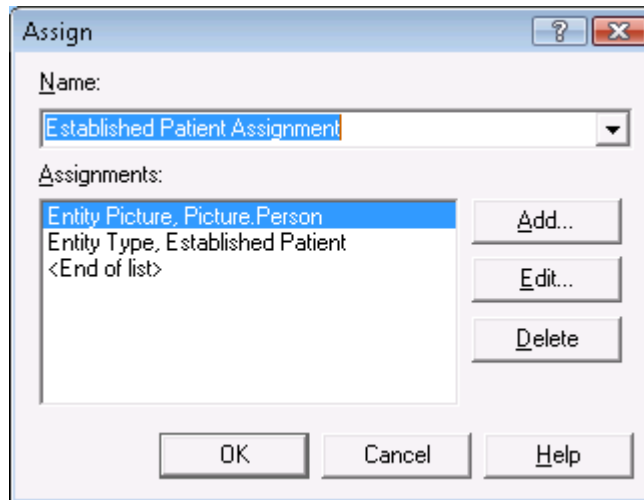 Assign
Name:
Established Patient Assignment
Assignments:
Entity Picture, Picture.Person
Entity Type, Established Patient
<End of list>
Add...
Edit...
Delete
OK Cancel Help